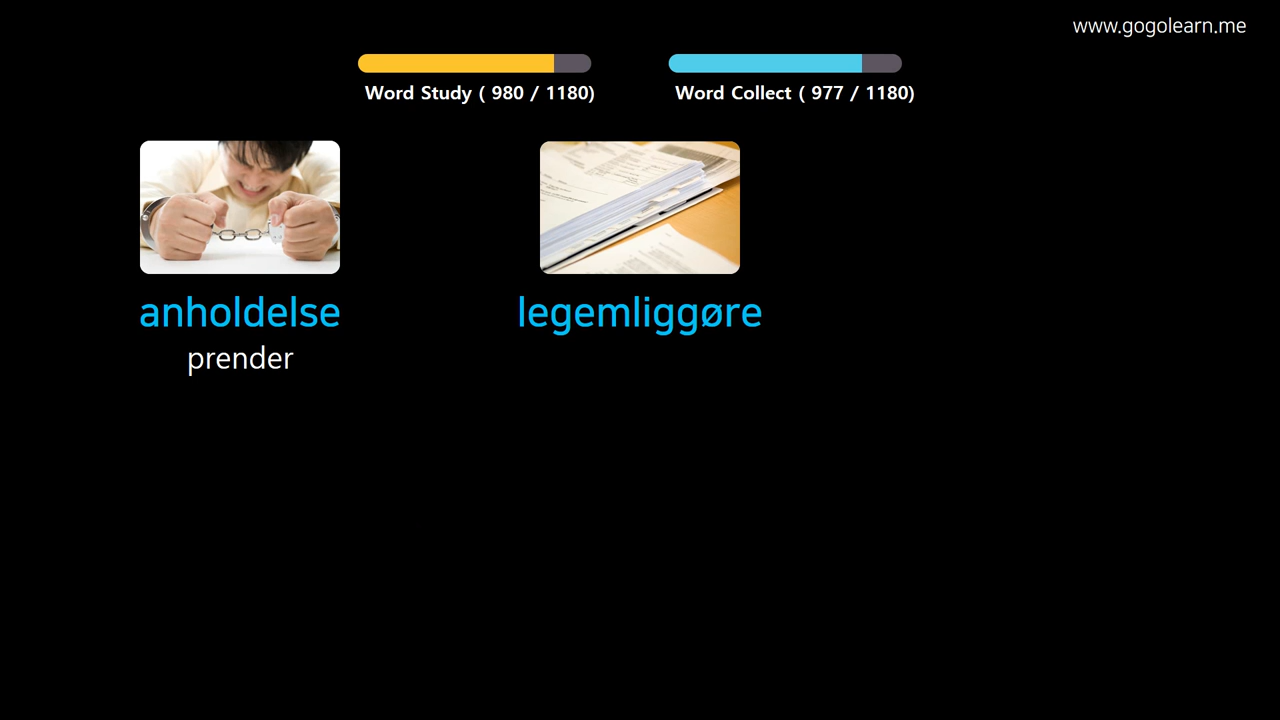 www.gogolearn.me
Word Study ( 980 / 1180)
Word Collect ( 977 / 1180)
anholdelse
legemliggøre
prender